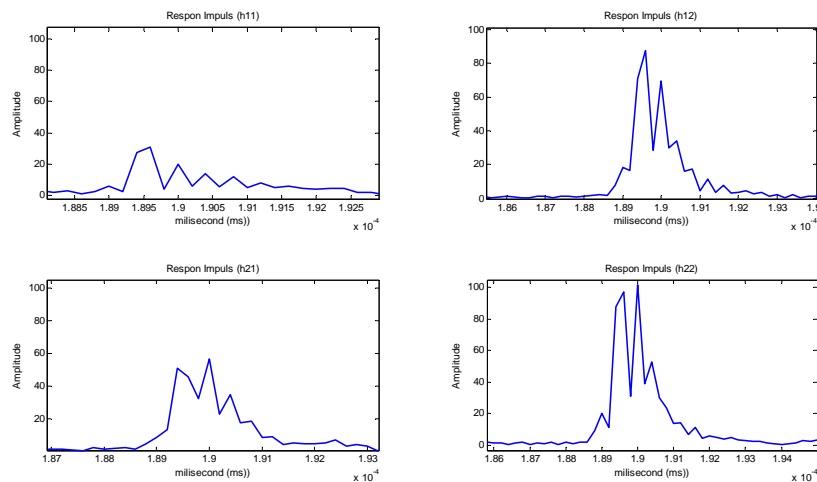 Respon Impuls (h11)
100
80
60
40
20
0
Amplitude
1.885 1.89 1.895 1.9 1.905 1.91 1.915 1.92 1.925
milisecond (ms))
x 10-4
Respon Impuls (h12)
100
80
60
40
20
0
Amplitude
1.86 1.87 1.88 1.89 1.9 1.91 1.92 1.93
milisecond (ms))
x 10-4
Respon Impuls (h21)
100
80
60
40
20
Amplitude
1.87 1.88 1.89 1.9 1.91 1.92 1.93
milisecond (ms))
x 10-4
Respon Impuls (h22)
100
80
60
40
20
0
Amplitude
1.86 1.87 1.88 1.89 1.9 1.91 1.92 1.93 1.94
milisecond (ms))
x 10-4